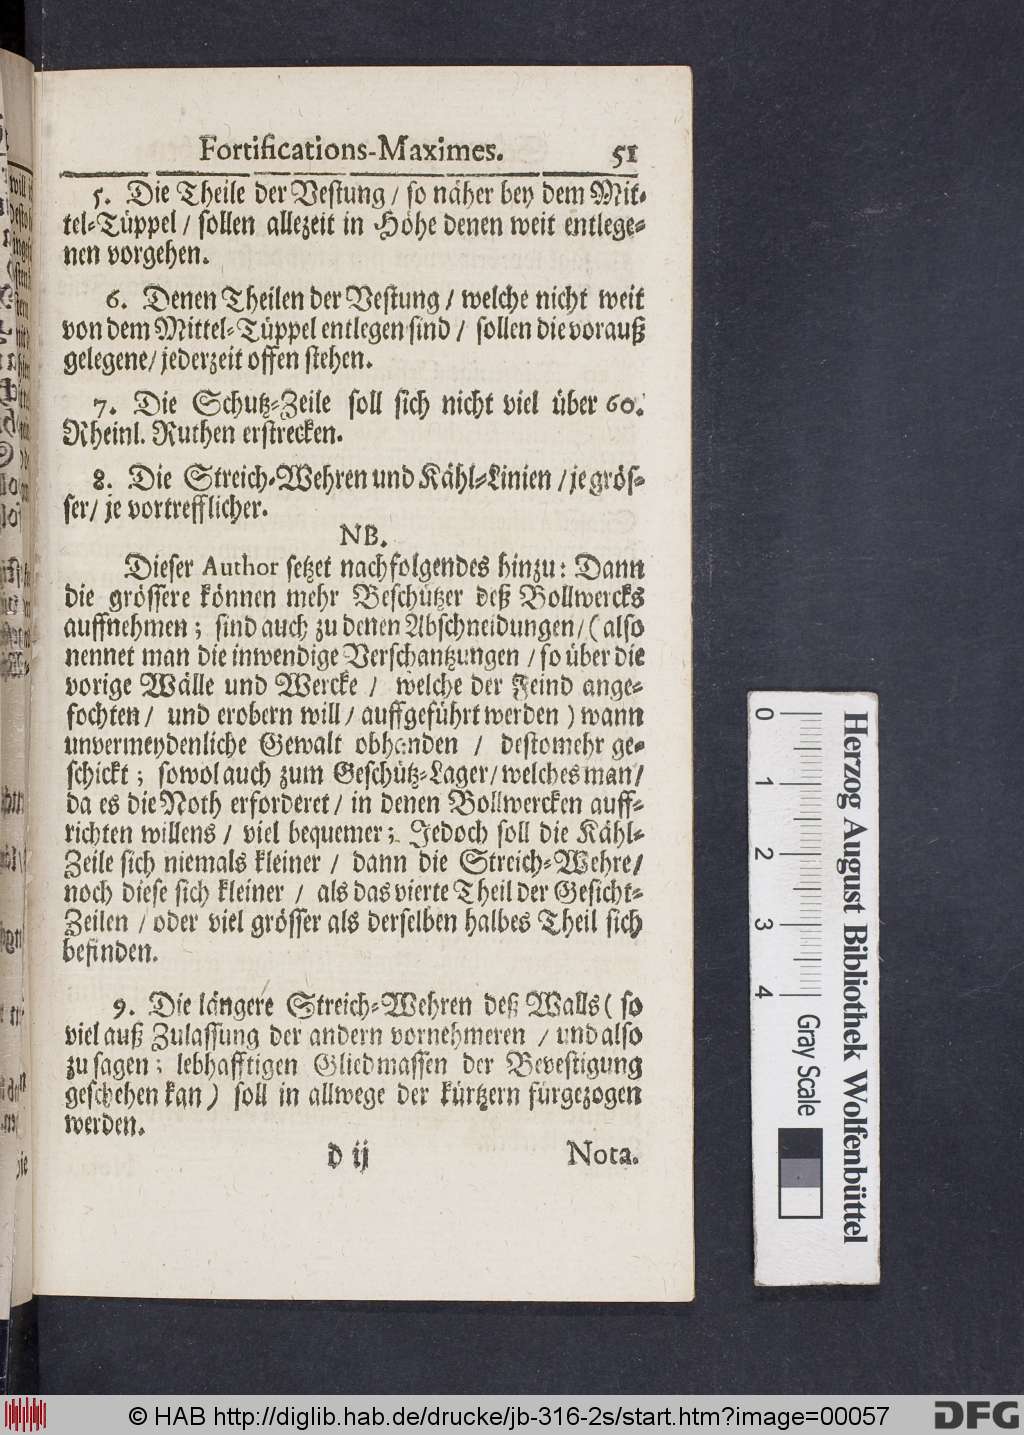 Fortifications-Maximes. 51
5. Die Theile der Vestung / so näher bey dem Mit-
tel-Tüppel / sollen allezeit in Höhe denen weit entlege-
nen vorgehen.
6. Denen Theilen der Vestung / welche nicht weit
von dem Mittel-Tüppel entlegen sind / sollen die vorauß
gelegene / jederzeit offen stehen.
7. Die Schutz-Zeile soll sich nicht viel über 60.
Rheinl. Ruthen erstrecken.
8. Die Streich-Wehren und Kähl-Linien / je grös-
ser / je vortrefflicher.
NB.
Dieser Author setzet nachfolgendes hinzu: Dann
die grössere können mehr Beschützer deß Bollwercks
auffnehmen; sind auch zu denen Abschneidungen / (also
nennet man die inwendige Verschantzungen / so über die
vorige Wälle und Wercke / welche der Feind ange-
fochten / und erobern will / auffgeführt werden) wann
unvermeydenliche Gewalt obhanden / destomehr ge-
schickt; sowol auch zum Geschütz-Lager / welches man /
da es die Noth erforderet / in denen Bollwercken auff-
richten willens / viel bequemer; Jedoch soll die Kähl-
Zeile sich niemals kleiner / dann die Streich-Wehre /
noch diese sich kleiner / als das vierte Theil der Gesicht-
Zeilen / oder viel grösser als derselben halbes Theil sich
befinden.
9. Die längere Streich-Wehren deß Walls (so
viel auß Zulassung der andern vornehmeren / und also
zu sagen; lebhafftigen Gliedmassen der Bevestigung
geschehen kan) soll in allwege der kürtzern fürgezogen
werden.
d ij Nota.
0 1 2 3 4
Gray Scale
Herzog August Bibliothek Wolfenbüttel
© HAB http://diglib.hab.de/drucke/jb-316-2s/start.htm?image=00057
DFG